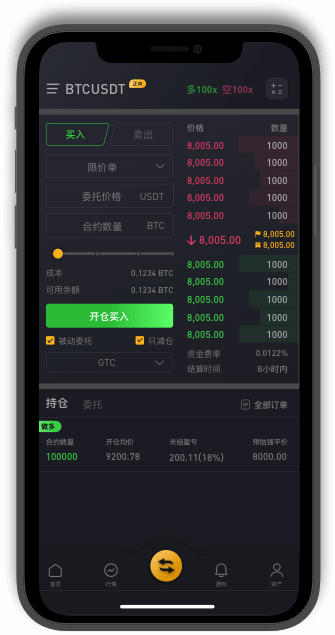 BTCUSDT 正向 多100x 空100x
买入 卖出
限价单
委托价格 USDT
合约数量 BTC
成本 0.1234 BTC
可用余额 0.1234 BTC
开仓买入
被动委托 只减仓
GTC
价格 数量
8,005.00 1000
8,005.00 1000
8,005.00 1000
8,005.00 1000
8,005.00 1000
8,005.00 8,005.00
8,005.00
8,005.00 1000
8,005.00 1000
8,005.00 1000
8,005.00 1000
8,005.00 1000
资金费率 0.0122%
结算时间 8小时内
持仓 委托 全部订单
做多
合约数量 开仓均价 未结盈亏 预估强平价
100000 9200.78 200.11(18%) 8000.00
首页 行情 通知 资产